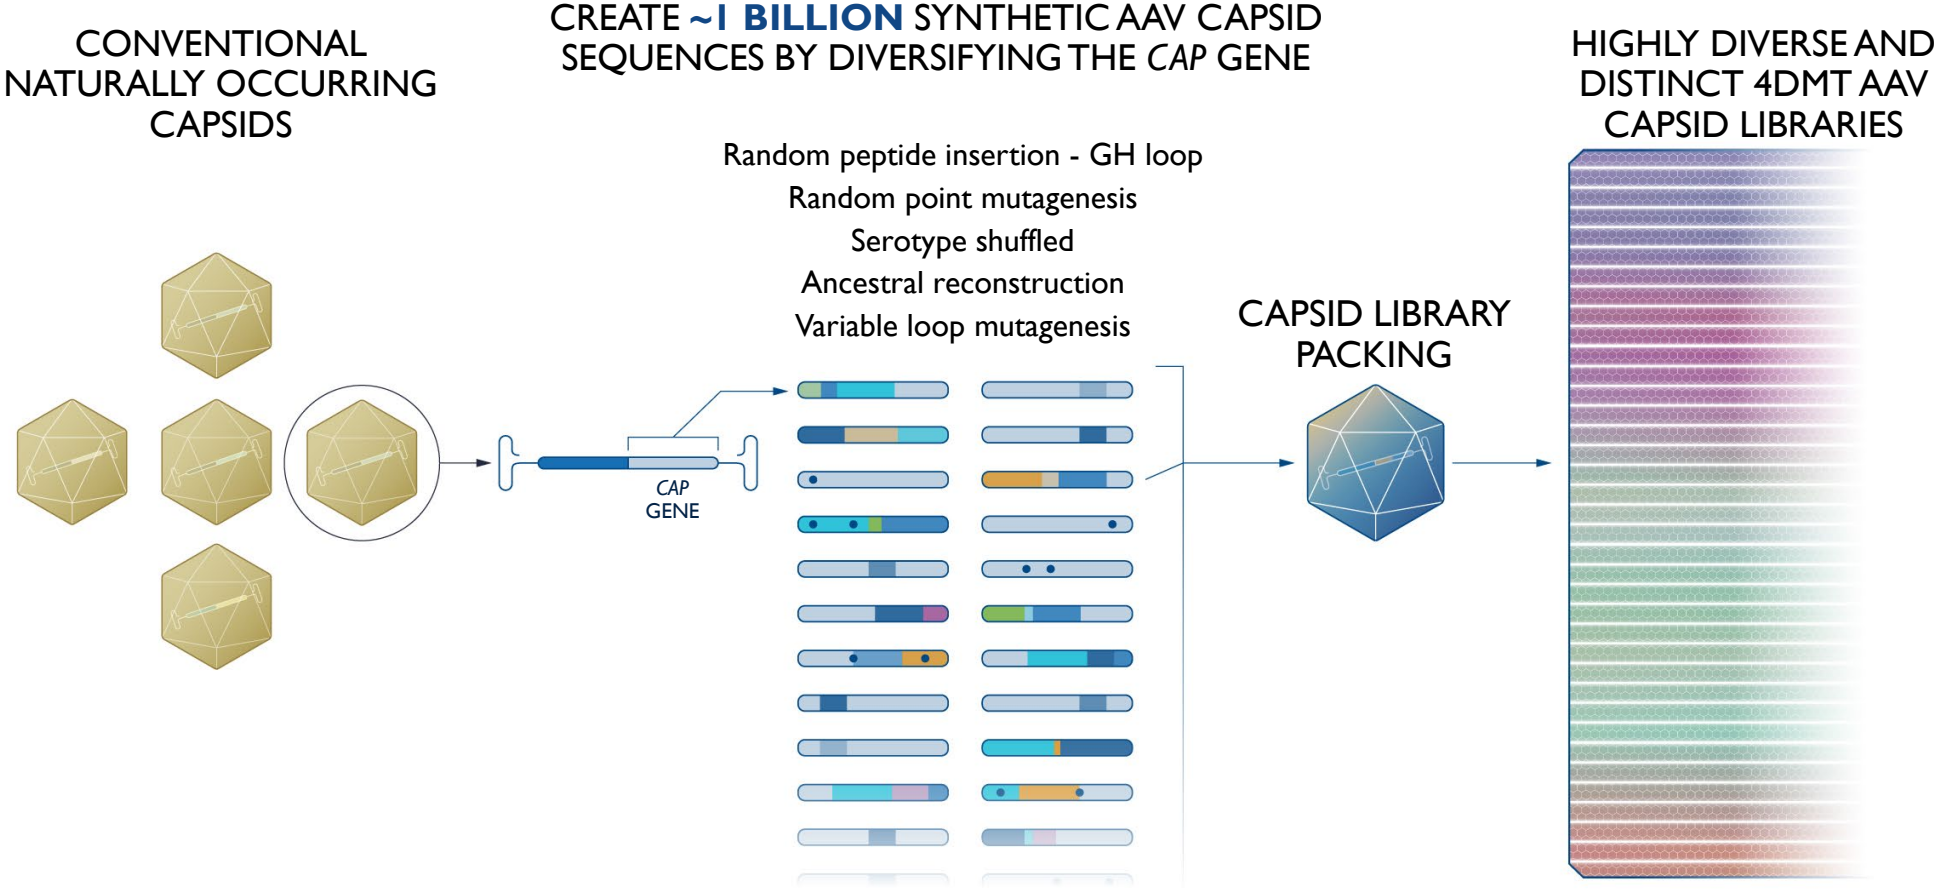 CONVENTIONAL
NATURALLY OCCURRING
CAPSIDS
CREATE ~1 BILLION SYNTHETIC AAV CAPSID
SEQUENCES BY DIVERSIFYING THE CAP GENE
Random peptide insertion - GH loop
Random point mutagenesis
Serotype shuffled
Ancestral reconstruction
Variable loop mutagenesis
CAP
GENE
CAPSID LIBRARY
PACKING
HIGHLY DIVERSE AND
DISTINCT 4DMT AAV
CAPSID LIBRARIES